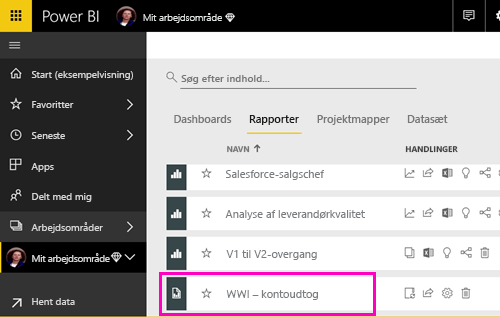 Power BI Mit arbejdsområde
Start (eksempelvisning)
Favoritter
Seneste
Apps
Delt med mig
Arbejdsområder
Mit arbejdsområde
Hent data
Søg efter indhold...
Dashboards Rapporter Projektmapper Datasæt
NAVN HANDLINGER
Salesforce-salgschef
Analyse af leverandørkvalitet
V1 til V2-overgang
WWI – kontoudtog